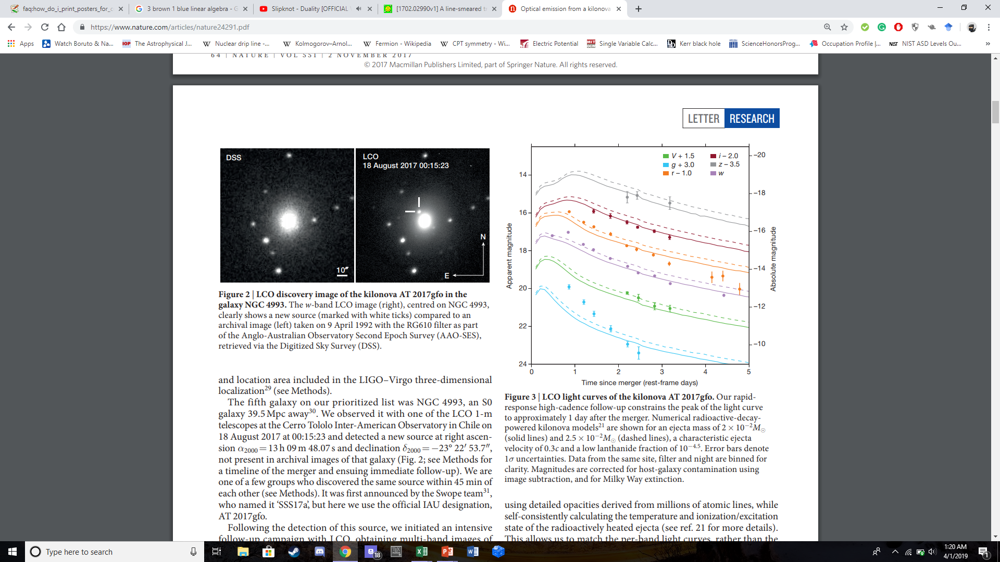 faq:how_do_i_print_posters_for_c
3 brown 1 blue linear algebra - G
Slipknot - Duality [OFFICIAL
[1702.02990v1] A line-smeared tr
Optical emission from a kilonova
https://www.nature.com/articles/nature24291.pdf
Apps
Watch Boruto & Na...
IOP The Astrophysical J...
Nuclear drip line -...
Kolmogorov–Arnol...
Fermion - Wikipedia
CPT symmetry - Wi...
Electric Potential
Single Variable Calc...
Kerr black hole
ScienceHonorsProg...
Occupation Profile |...
NIST NIST ASD Levels Ou...
64 | NATURE | VOL 551 | 2 NOVEMBER 2017
© 2017 Macmillan Publishers Limited, part of Springer Nature. All rights reserved.
LETTER RESEARCH
DSS
10″
LCO
18 August 2017 00:15:23
N
E
Figure 2 | LCO discovery image of the kilonova AT 2017gfo in the
galaxy NGC 4993. The w-band LCO image (right), centred on NGC 4993,
clearly shows a new source (marked with white ticks) compared to an
archival image (left) taken on 9 April 1992 with the RG610 filter as part
of the Anglo-Australian Observatory Second Epoch Survey (AAO-SES),
retrieved via the Digitized Sky Survey (DSS).
and location area included in the LIGO–Virgo three-dimensional
localization²⁹ (see Methods).
The fifth galaxy on our prioritized list was NGC 4993, an S0
galaxy 39.5 Mpc away³⁰. We observed it with one of the LCO 1-m
telescopes at the Cerro Tololo Inter-American Observatory in Chile on
18 August 2017 at 00:15:23 and detected a new source at right ascen-
sion α2000 = 13 h 09 m 48.07 s and declination δ2000 = −23° 22′ 53.7″,
not present in archival images of that galaxy (Fig. 2; see Methods for
a timeline of the merger and ensuing immediate follow-up). We are
one of a few groups who discovered the same source within 45 min of
each other (see Methods). It was first announced by the Swope team³¹,
who named it ‘SSS17a’, but here we use the official IAU designation,
AT 2017gfo.
Following the detection of this source, we initiated an intensive
follow-up campaign with LCO, obtaining multi-band images of
V + 1.5
g + 3.0
r – 1.0
i – 2.0
z – 3.5
w
Apparent magnitude
14
16
18
20
22
24
0 1 2 3 4 5
Time since merger (rest-frame days)
–20
–18
–16
–14
–12
–10
Absolute magnitude
Figure 3 | LCO light curves of the kilonova AT 2017gfo. Our rapid-
response high-cadence follow-up constrains the peak of the light curve
to approximately 1 day after the merger. Numerical radioactive-decay-
powered kilonova models²¹ are shown for an ejecta mass of 2 × 10⁻²M☉
(solid lines) and 2.5 × 10⁻²M☉ (dashed lines), a characteristic ejecta
velocity of 0.3c and a low lanthanide fraction of 10⁻⁴·⁵. Error bars denote
1σ uncertainties. Data from the same site, filter and night are binned for
clarity. Magnitudes are corrected for host-galaxy contamination using
image subtraction, and for Milky Way extinction.
using detailed opacities derived from millions of atomic lines, while
self-consistently calculating the temperature and ionization/excitation
state of the radioactively heated ejecta (see ref. 21 for more details).
This allows us to match the per-band light curves, rather than the
Type here to search
18
1:20 AM
4/1/2019
1